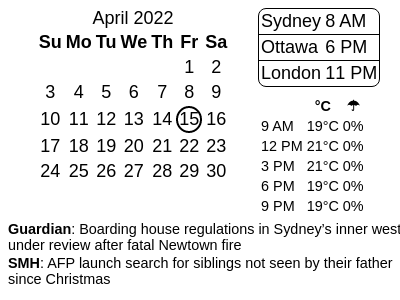 April 2022
Su Mo Tu We Th Fr Sa
1 2
3 4 5 6 7 8 9
10 11 12 13 14 15 16
17 18 19 20 21 22 23
24 25 26 27 28 29 30
Sydney 8 AM
Ottawa 6 PM
London 11 PM
°C ☂
9 AM 19°C 0%
12 PM 21°C 0%
3 PM 21°C 0%
6 PM 19°C 0%
9 PM 19°C 0%
Guardian: Boarding house regulations in Sydney’s inner west
under review after fatal Newtown fire
SMH: AFP launch search for siblings not seen by their father
since Christmas